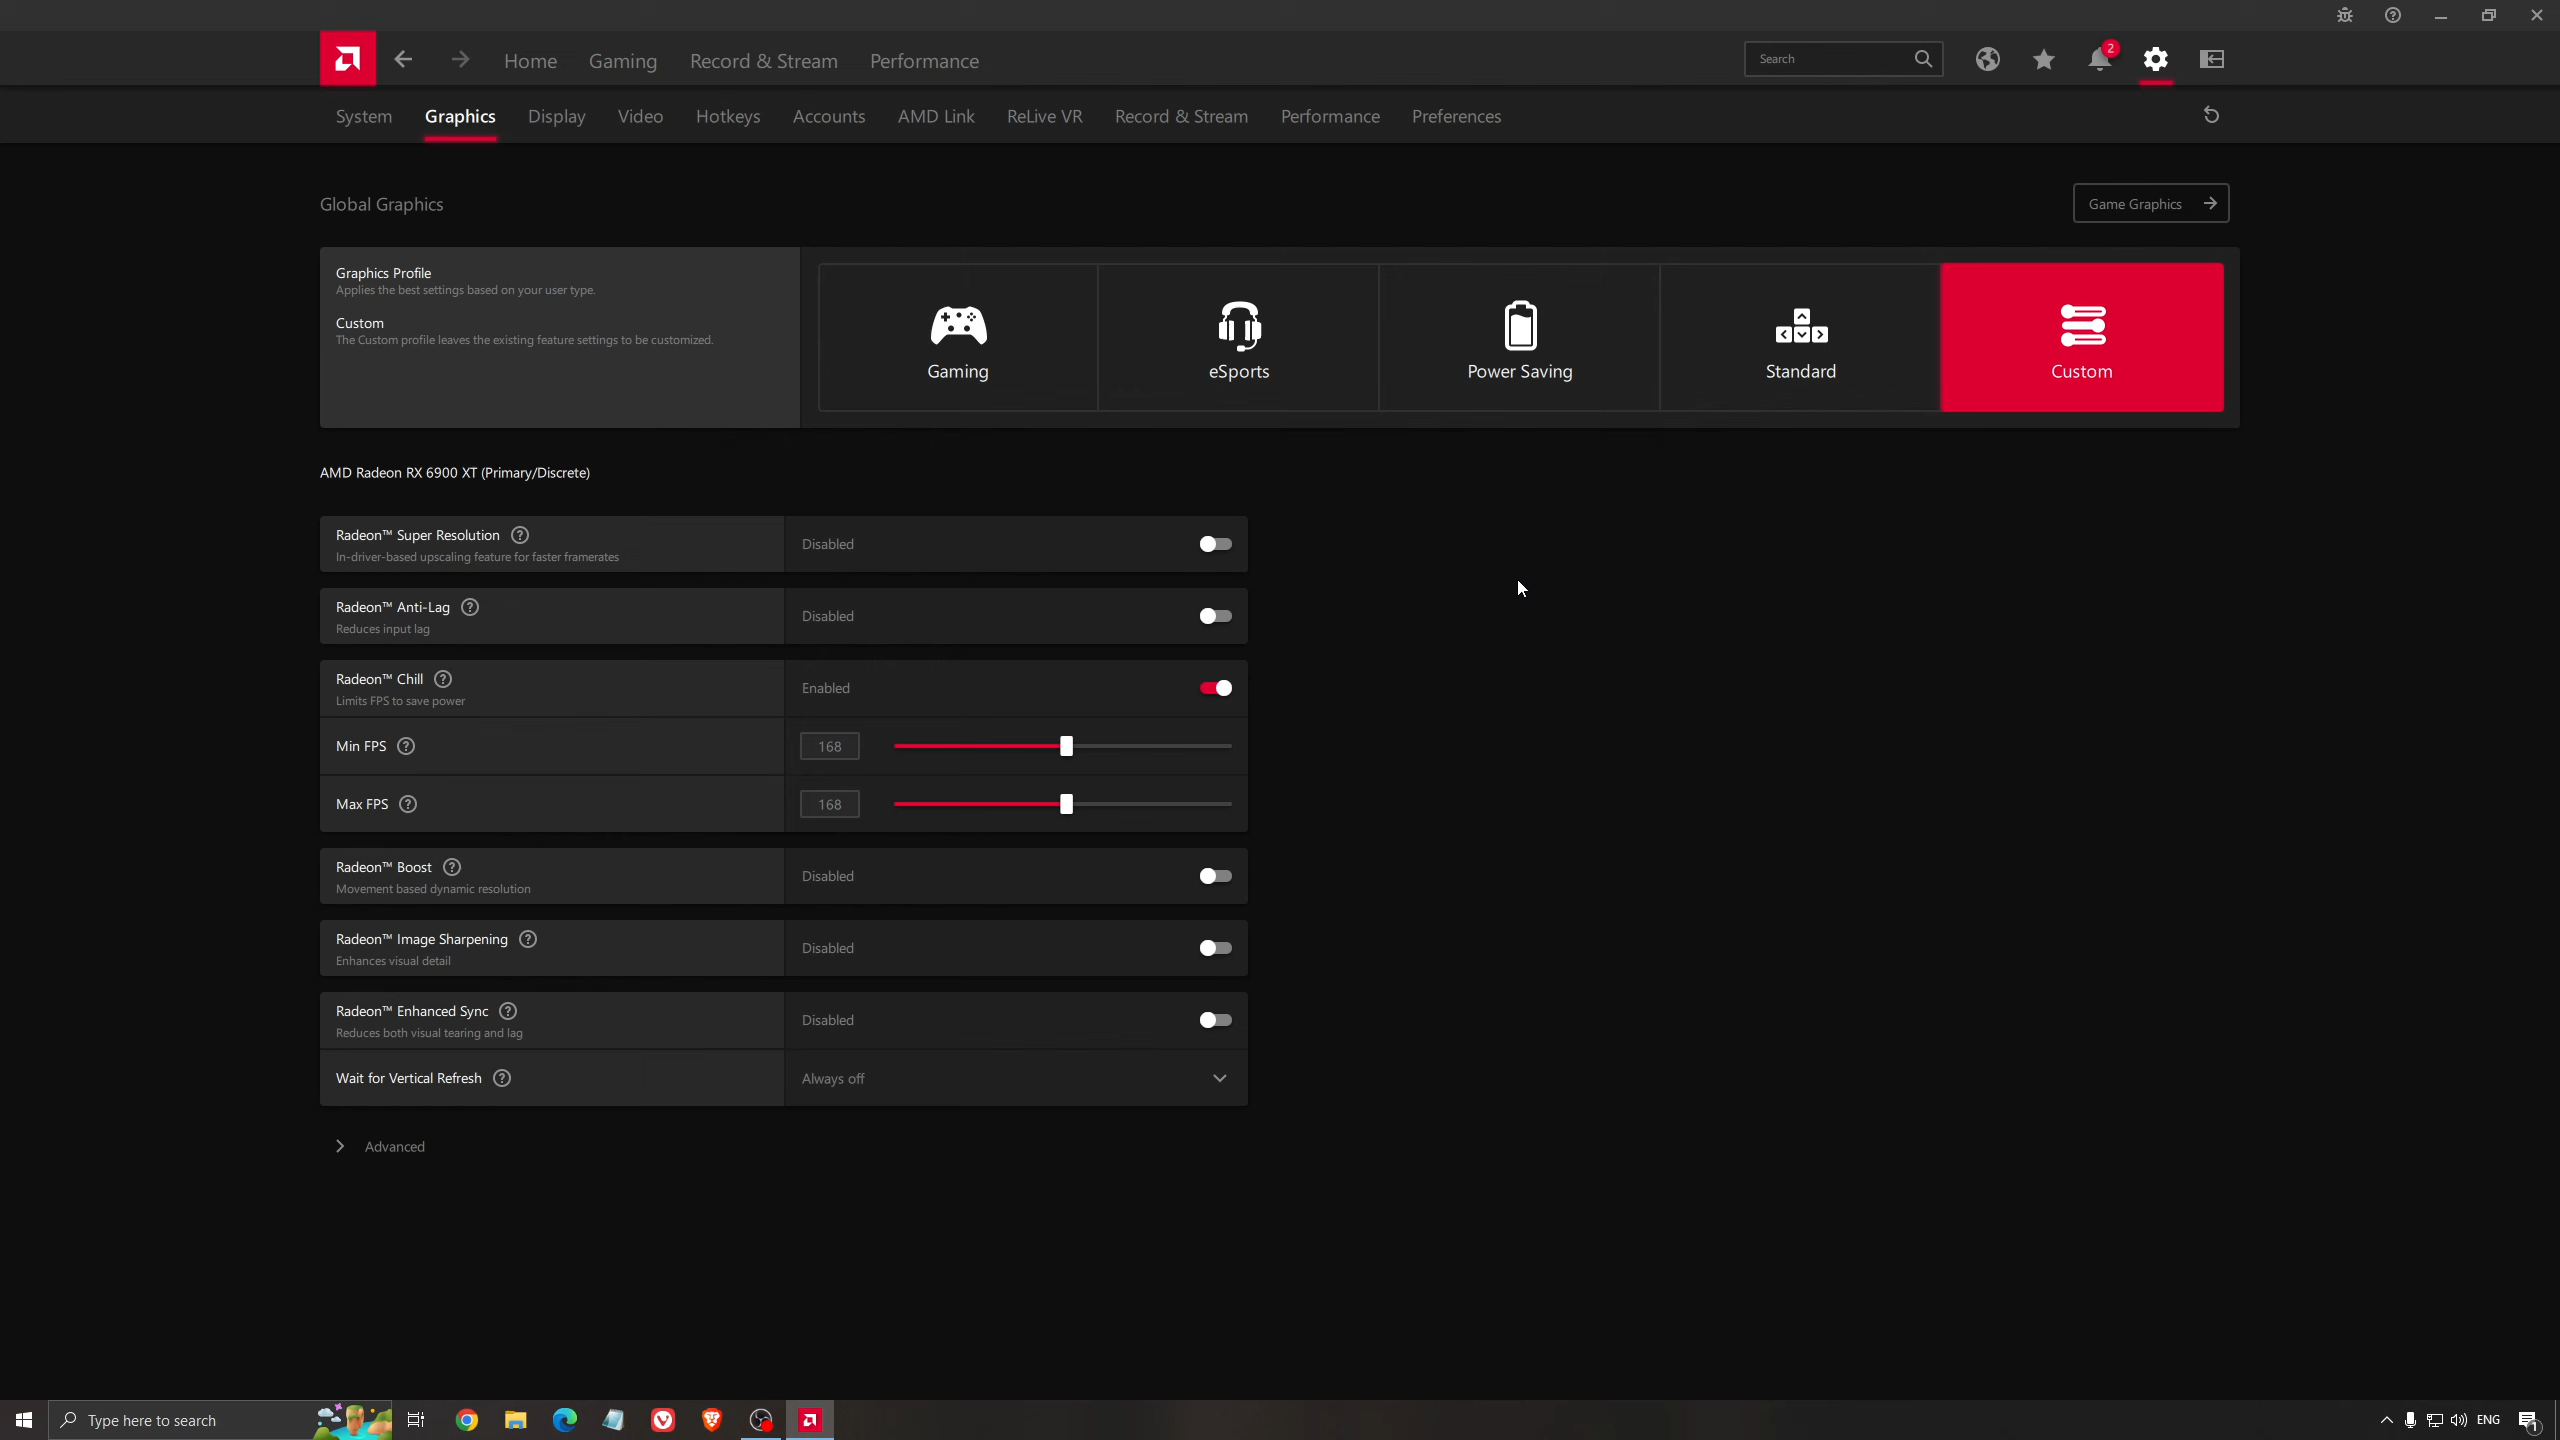 Home Gaming Record & Stream Performance Search 2
System Graphics Display Video Hotkeys Accounts AMD Link ReLive VR Record & Stream Performance Preferences
Global Graphics
Game Graphics
Graphics Profile
Applies the best settings based on your user type.
Custom
The Custom profile leaves the existing feature settings to be customized.
Gaming eSports Power Saving Standard Custom
AMD Radeon RX 6900 XT (Primary/Discrete)
Radeon™ Super Resolution
In-driver-based upscaling feature for faster framerates
Disabled
Radeon™ Anti-Lag
Reduces input lag
Disabled
Radeon™ Chill
Limits FPS to save power
Enabled
Min FPS 168
Max FPS 168
Radeon™ Boost
Movement based dynamic resolution
Disabled
Radeon™ Image Sharpening
Enhances visual detail
Disabled
Radeon™ Enhanced Sync
Reduces both visual tearing and lag
Disabled
Wait for Vertical Refresh Always off
Advanced
Type here to search ENG 1